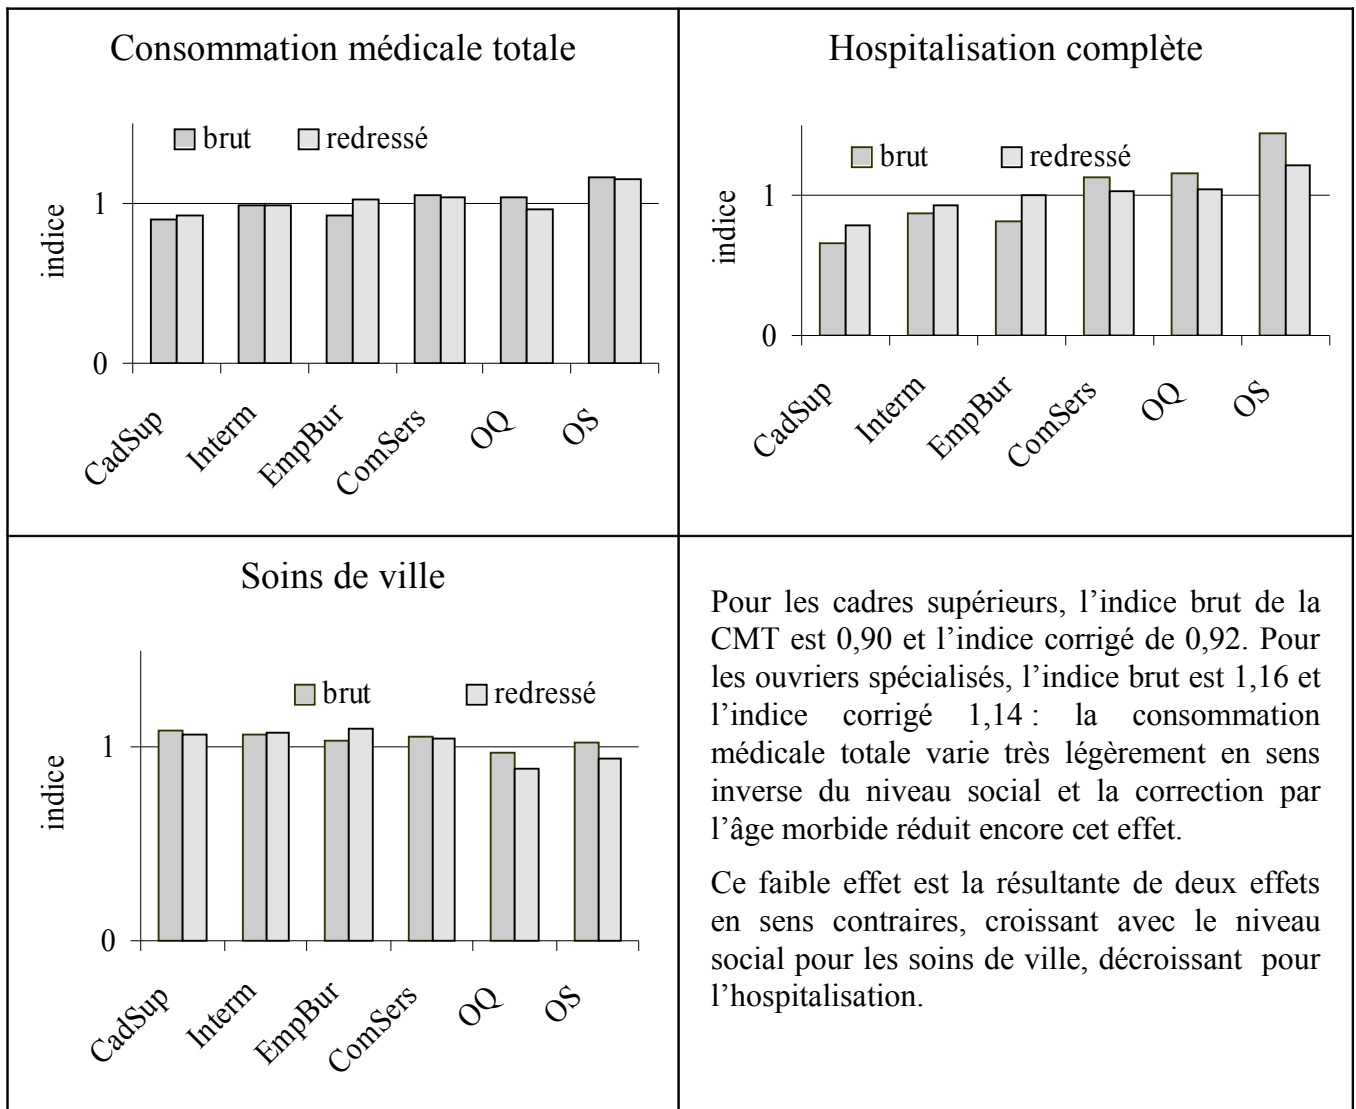 Consommation médicale totale
brut
redressé
indice
1
0
CadSup
Interm
EmpBur
ComSers
OQ
OS
Hospitalisation complète
brut
redressé
indice
1
0
CadSup
Interm
EmpBur
ComSers
OQ
OS
Soins de ville
brut
redressé
indice
1
0
CadSup
Interm
EmpBur
ComSers
OQ
OS
Pour les cadres supérieurs, l’indice brut de la
CMT est 0,90 et l’indice corrigé de 0,92. Pour
les ouvriers spécialisés, l’indice brut est 1,16 et
l’indice corrigé 1,14 : la consommation
médicale totale varie très légèrement en sens
inverse du niveau social et la correction par
l’âge morbide réduit encore cet effet.
Ce faible effet est la résultante de deux effets
en sens contraires, croissant avec le niveau
social pour les soins de ville, décroissant pour
l’hospitalisation.